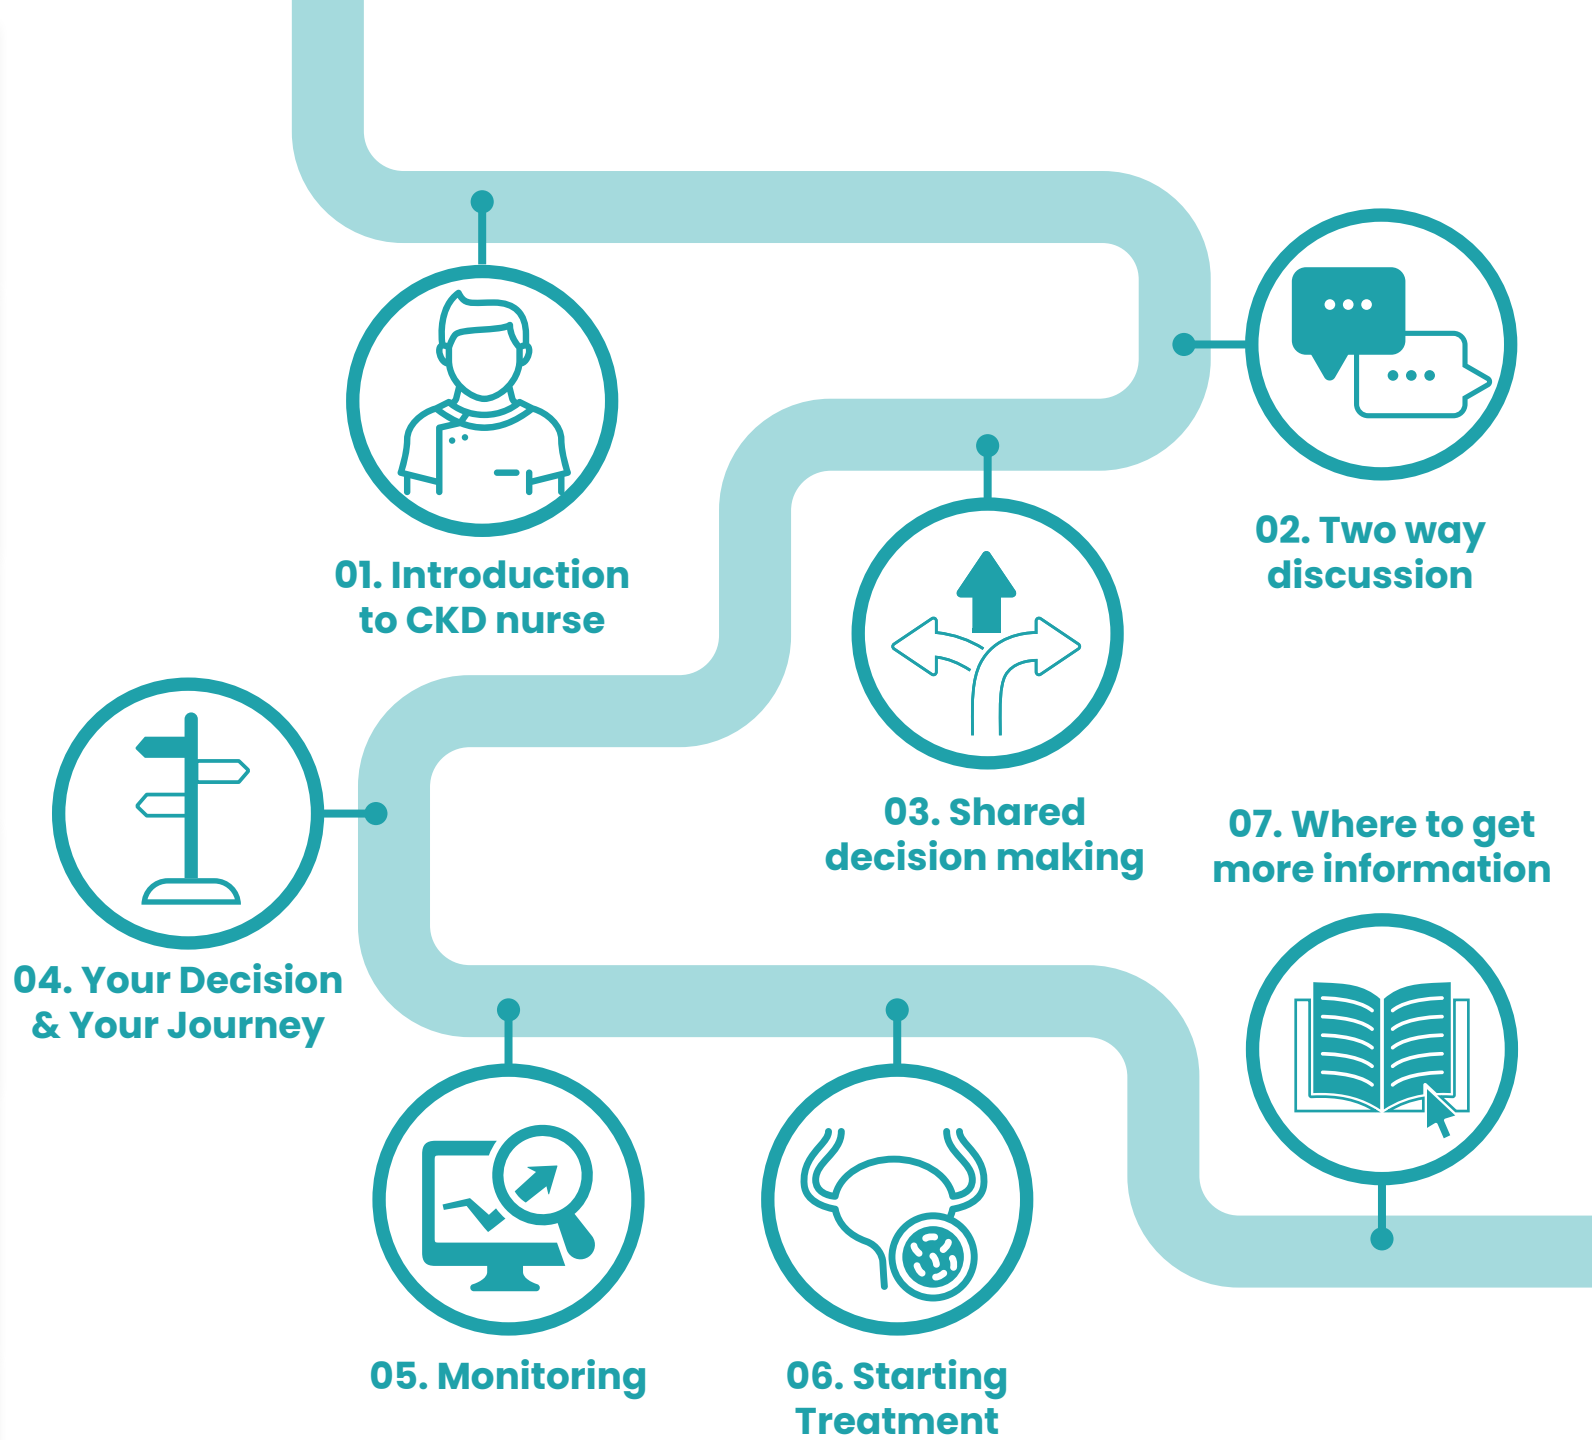 01. Introduction
to CKD nurse
02. Two way
discussion
03. Shared
decision making
04. Your Decision
& Your Journey
05. Monitoring
06. Starting
Treatment
07. Where to get
more information